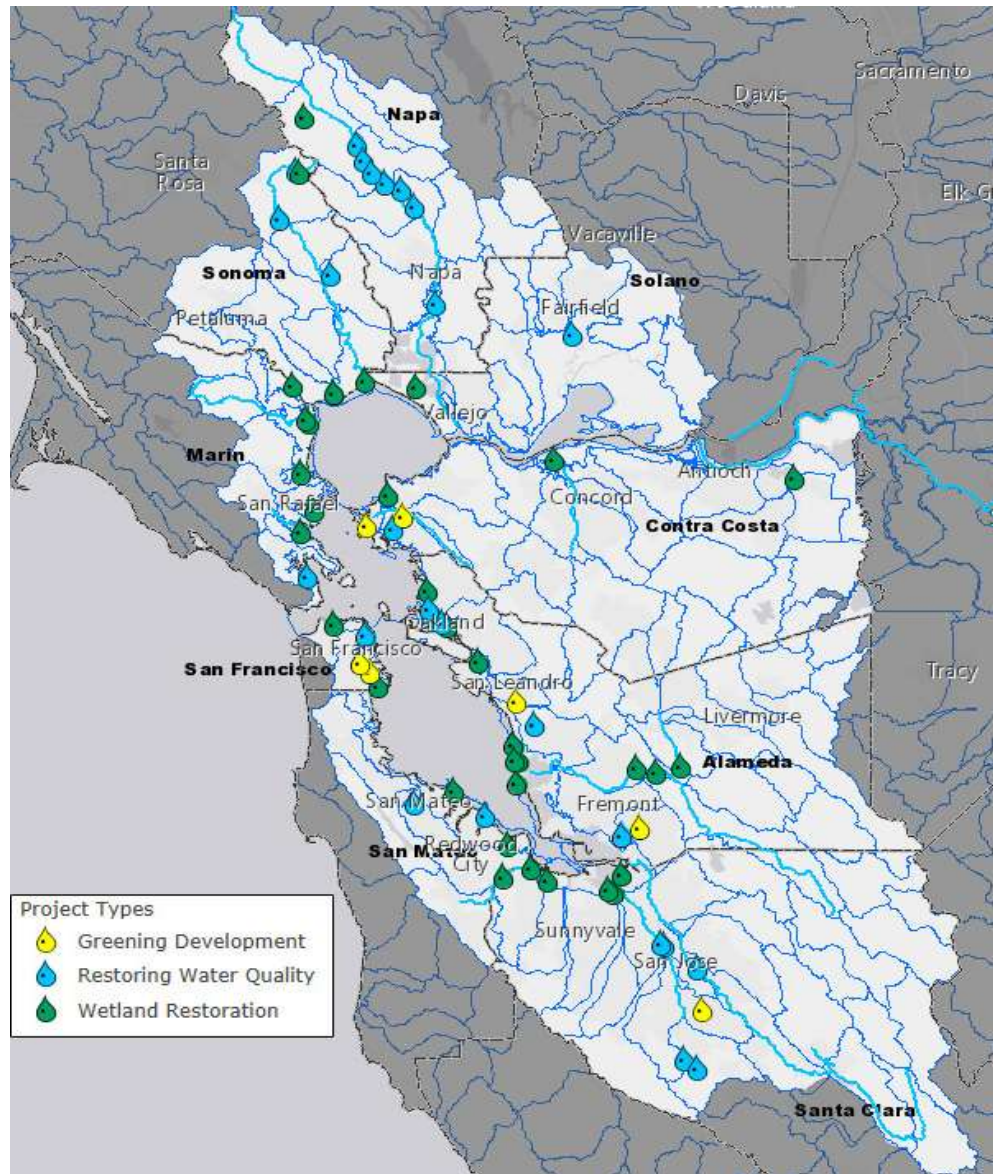 Sacramento
Davis
Napa
Santa
Rosa
Vacaville
Sonoma
Napa
Solano
Fairfield
Petaluma
Vallejo
Marin
Antioch
San Rafael
Concord
Contra Costa
Oakland
San Francisco
San Francisco
San Leandro
Tracy
Livermore
Alameda
San Mateo
Fremont
San Mateo
Redwood
City
Project Types
Greening Development
Restoring Water Quality
Wetland Restoration
Sunnyvale
San Jose
Santa Clara